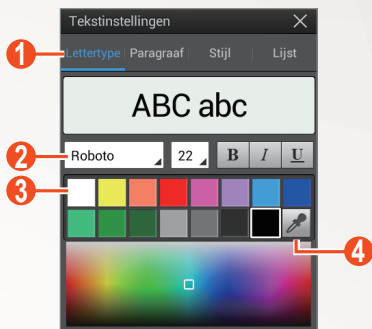 Tekstinstellingen
1 Lettertype Paragraaf Stijl Lijst
ABC abc
2 Roboto 22 B I U
3
4